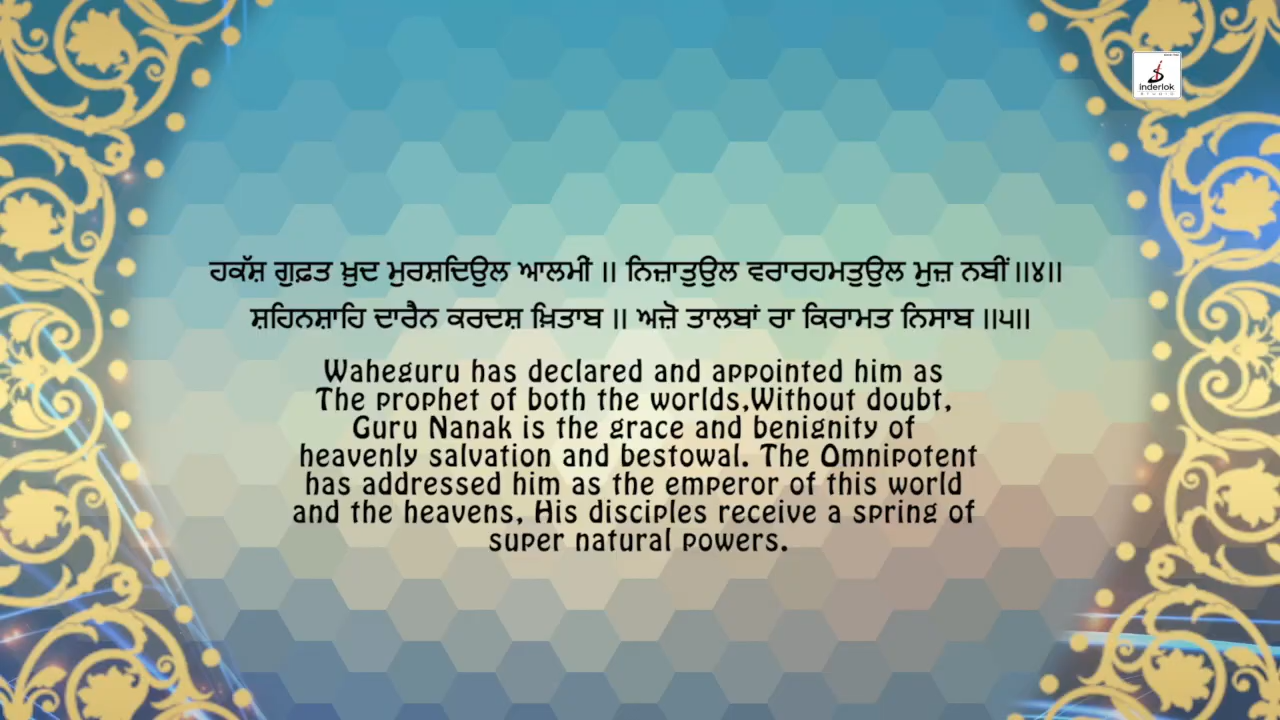 inderlok
STUDIO
ਹਕੱਸ਼ ਗੁਫ਼ਤ ਖ਼ੁਦ ਮੁਰਸ਼ਦਿਉਲ ਆਲਮੀਂ ॥ ਨਿਜ਼ਾਤੁਉਲ ਵਰਾਰਹਮਤੁਉਲ ਮੁਜ਼ ਨਬੀਂ ॥੪॥
ਸ਼ਹਿਨਸ਼ਾਹਿ ਦਾਰੈਨ ਕਰਦਸ਼ ਖ਼ਿਤਾਬ ॥ ਅਜ਼ੋ ਤਾਲਬਾਂ ਰਾ ਕਿਰਾਮਤ ਨਿਸਾਬ ॥੫॥
Waheguru has declared and appointed him as
The prophet of both the worlds,Without doubt,
Guru Nanak is the grace and benignity of
heavenly salvation and bestowal. The Omnipotent
has addressed him as the emperor of this world
and the heavens, His disciples receive a spring of
super natural powers.